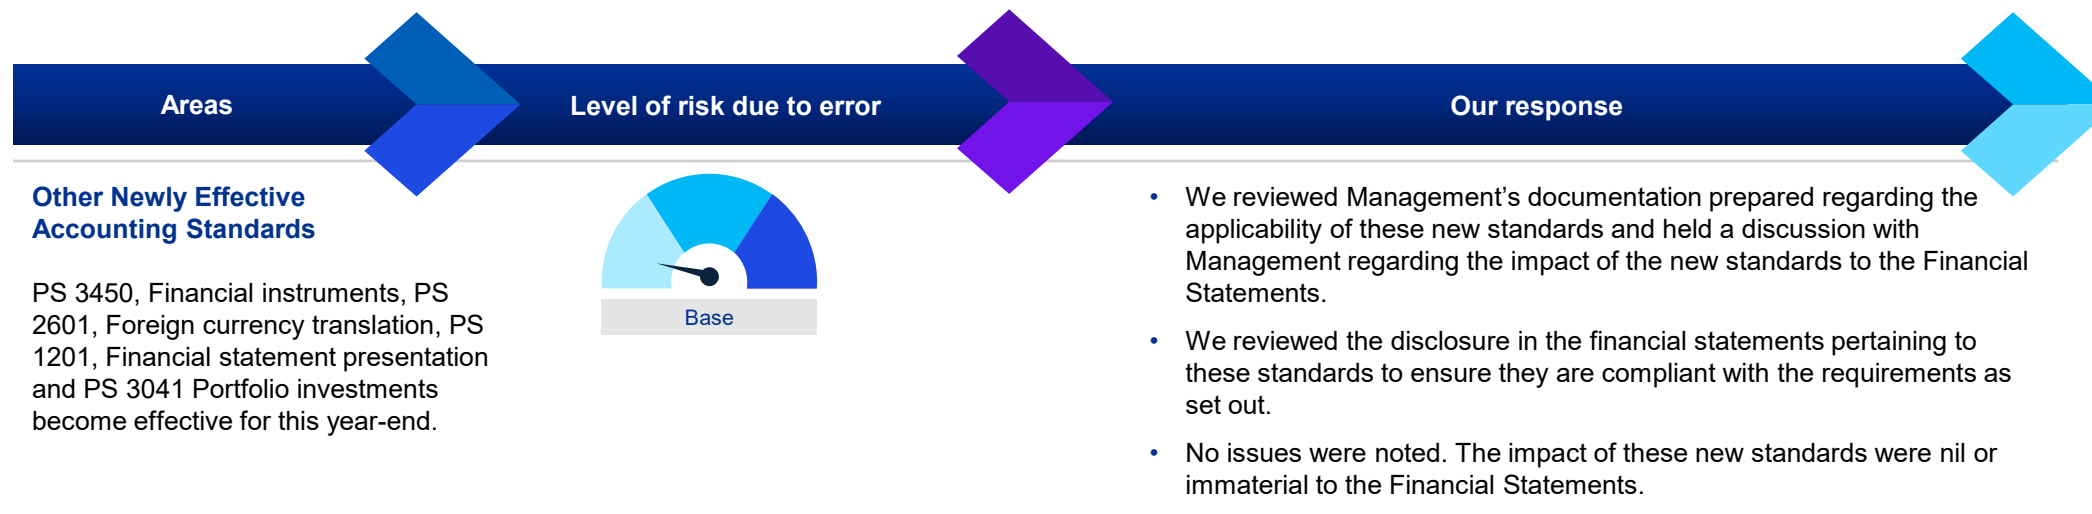 Areas
Level of risk due to error
Our response
Other Newly Effective
Accounting Standards
PS 3450, Financial instruments, PS
2601, Foreign currency translation, PS
1201, Financial statement presentation
and PS 3041 Portfolio investments
become effective for this year-end.
Base
• We reviewed Management’s documentation prepared regarding the
applicability of these new standards and held a discussion with
Management regarding the impact of the new standards to the Financial
Statements.
• We reviewed the disclosure in the financial statements pertaining to
these standards to ensure they are compliant with the requirements as
set out.
• No issues were noted. The impact of these new standards were nil or
immaterial to the Financial Statements.